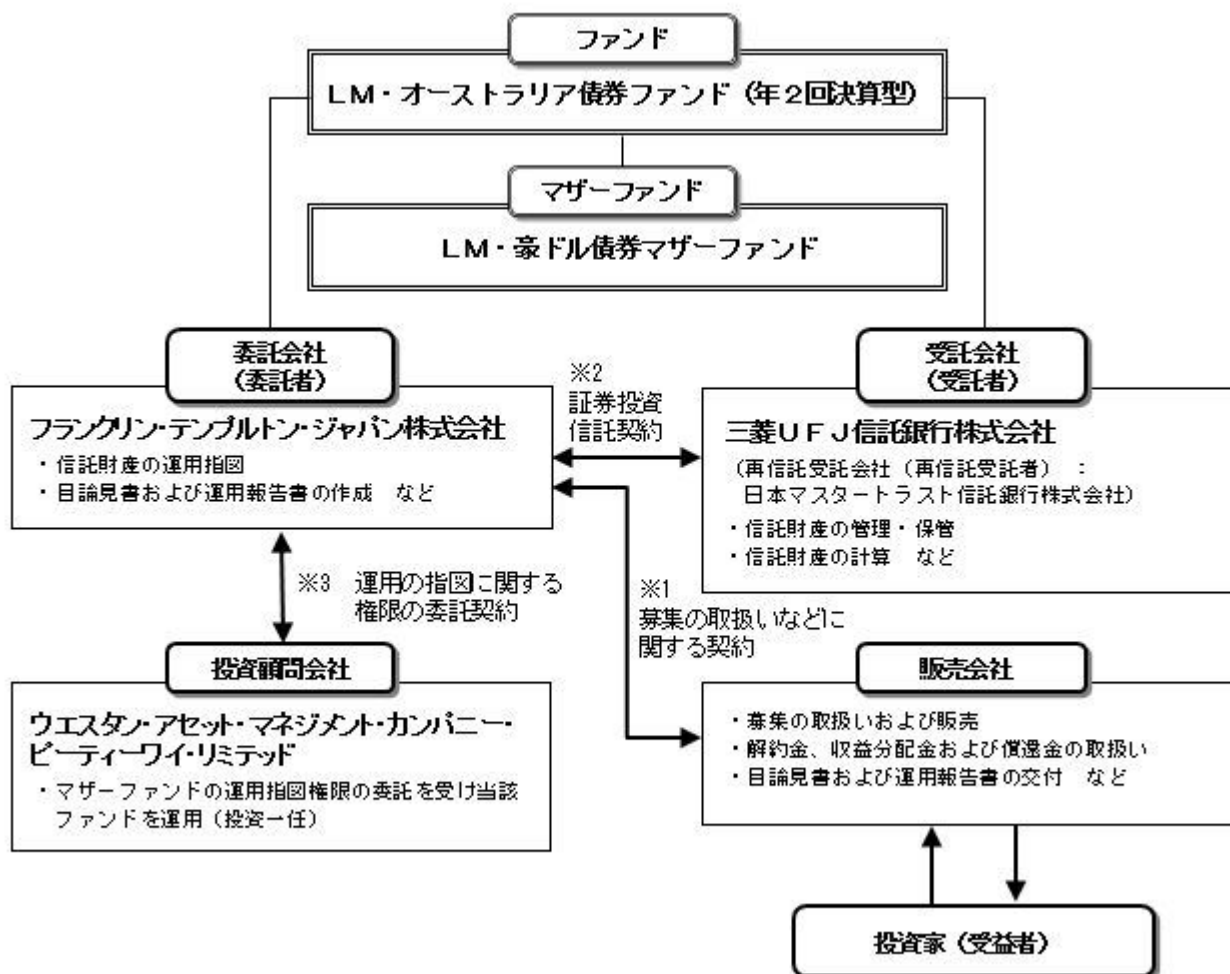 ファンド
LM・オーストラリア債券ファンド（年2回決算型）
マザーファンド
LM・豪ドル債券マザーファンド
委託会社
（委託者）
フランクリン・テンプルトン・ジャパン株式会社
・信託財産の運用指図
・目論見書および運用報告書の作成　など
※2
証券投資
信託契約
受託会社
（受託者）
三菱UFJ信託銀行株式会社
（再信託受託会社（再信託受託者）：
日本マスタートラスト信託銀行株式会社）
・信託財産の管理・保管
・信託財産の計算　など
※3　運用の指図に関する
権限の委託契約
※1
募集の取扱いなどに
関する契約
投資顧問会社
ウエスタン・アセット・マネジメント・カンパニー・
ピーティーワイ・リミテッド
・マザーファンドの運用指図権限の委託を受け当該
ファンドを運用（投資一任）
販売会社
・募集の取扱いおよび販売
・解約金、収益分配金および償還金の取扱い
・目論見書および運用報告書の交付　など
投資家（受益者）